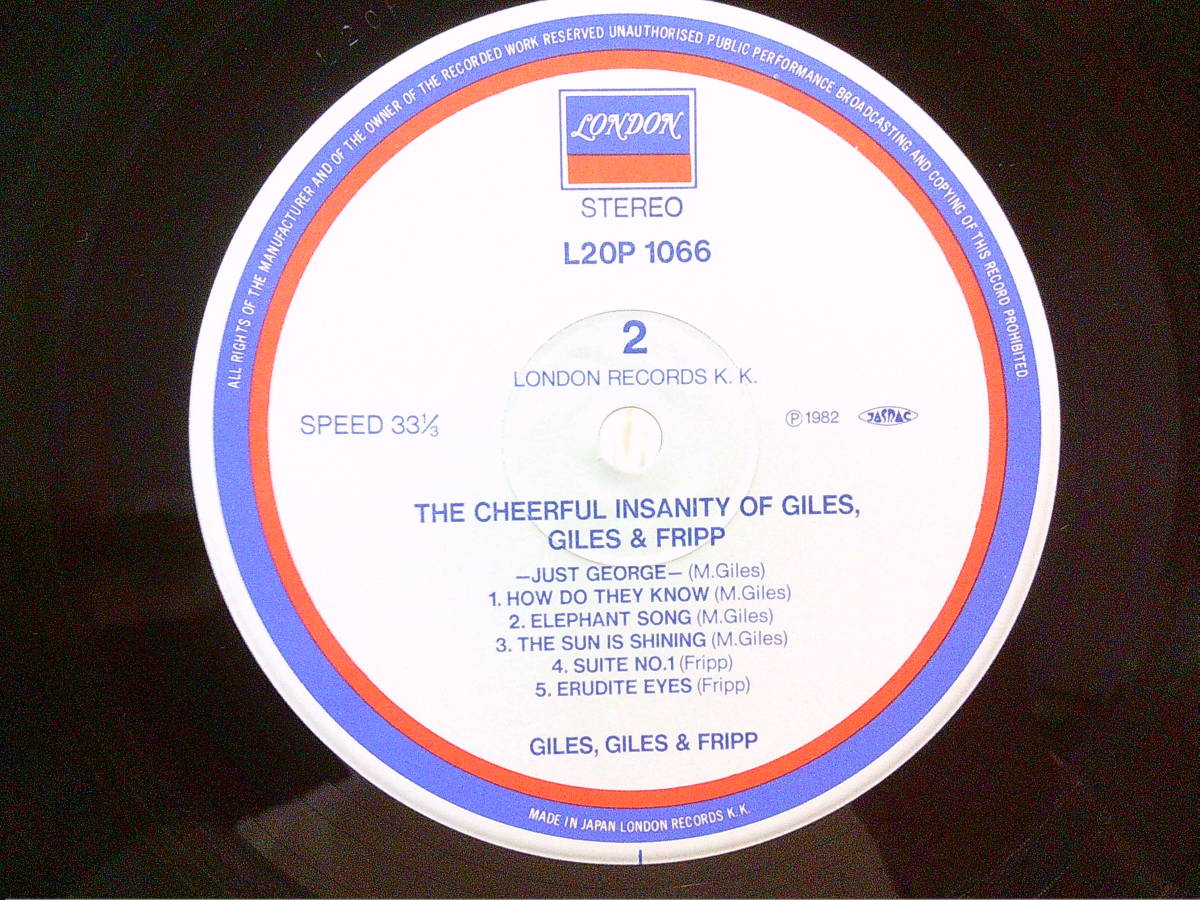 ALL RIGHTS OF THE MANUFACTURER AND OF THE OWNER OF THE RECORDED WORK RESERVED UNAUTHORISED PUBLIC PERFORMANCE BROADCASTING AND COPYING OF THIS RECORD PROHIBITED.
LONDON
STEREO
L20P 1066
2
LONDON RECORDS K. K.
SPEED 33⅓
Ⓟ1982 JASRAC
THE CHEERFUL INSANITY OF GILES,
GILES & FRIPP
—JUST GEORGE— (M.Giles)
1. HOW DO THEY KNOW (M.Giles)
2. ELEPHANT SONG (M.Giles)
3. THE SUN IS SHINING (M.Giles)
4. SUITE NO.1 (Fripp)
5. ERUDITE EYES (Fripp)
GILES, GILES & FRIPP
MADE IN JAPAN LONDON RECORDS K.K.